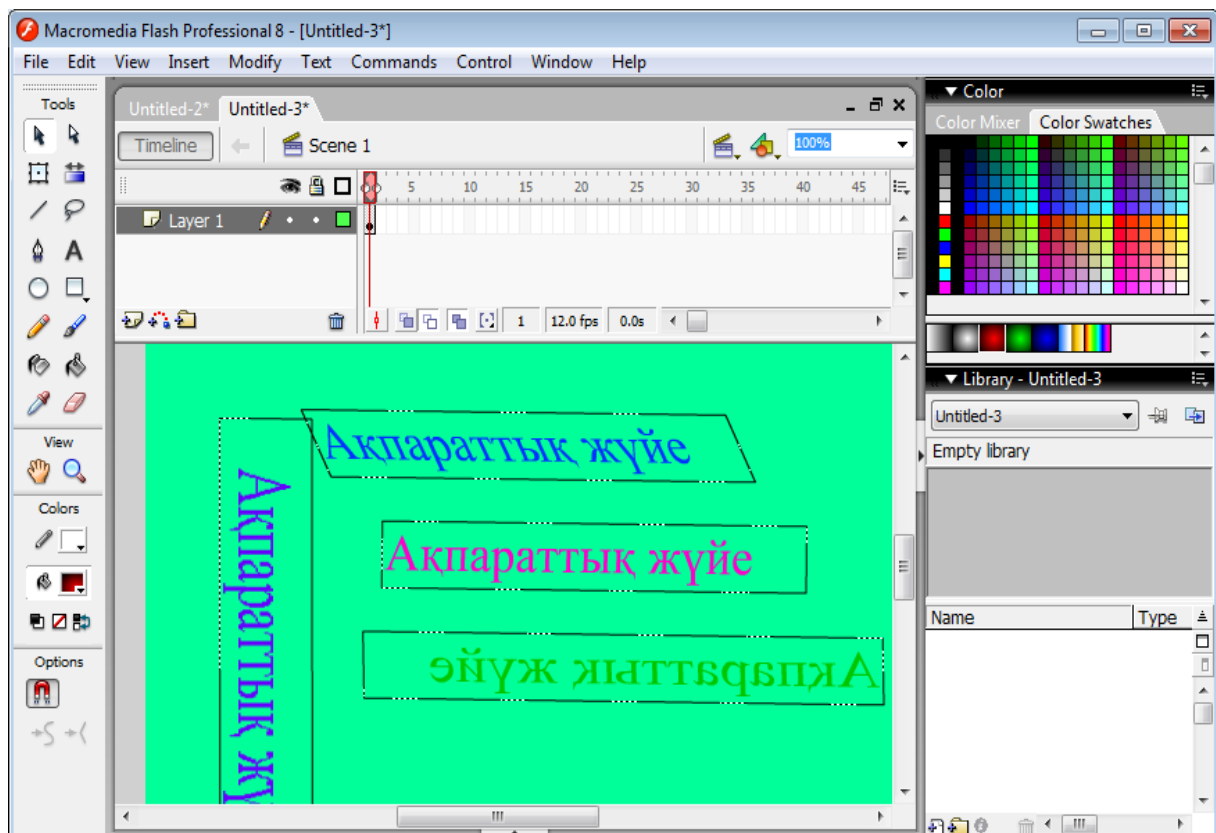 Macromedia Flash Professional 8 - [Untitled-3*]
File Edit View Insert Modify Text Commands Control Window Help
Tools
View
Colors
Options
Untitled-2* Untitled-3*
Timeline Scene 1 100%
5 10 15 20 25 30 35 40 45
Layer 1
1 12.0 fps 0.0s
Ақпараттық жүйе
Ақпараттық жүйе
Ақпараттық жүйе
Ақпараттық жү
Color
Color Mixer Color Swatches
Library - Untitled-3
Untitled-3
Empty library
Name Type